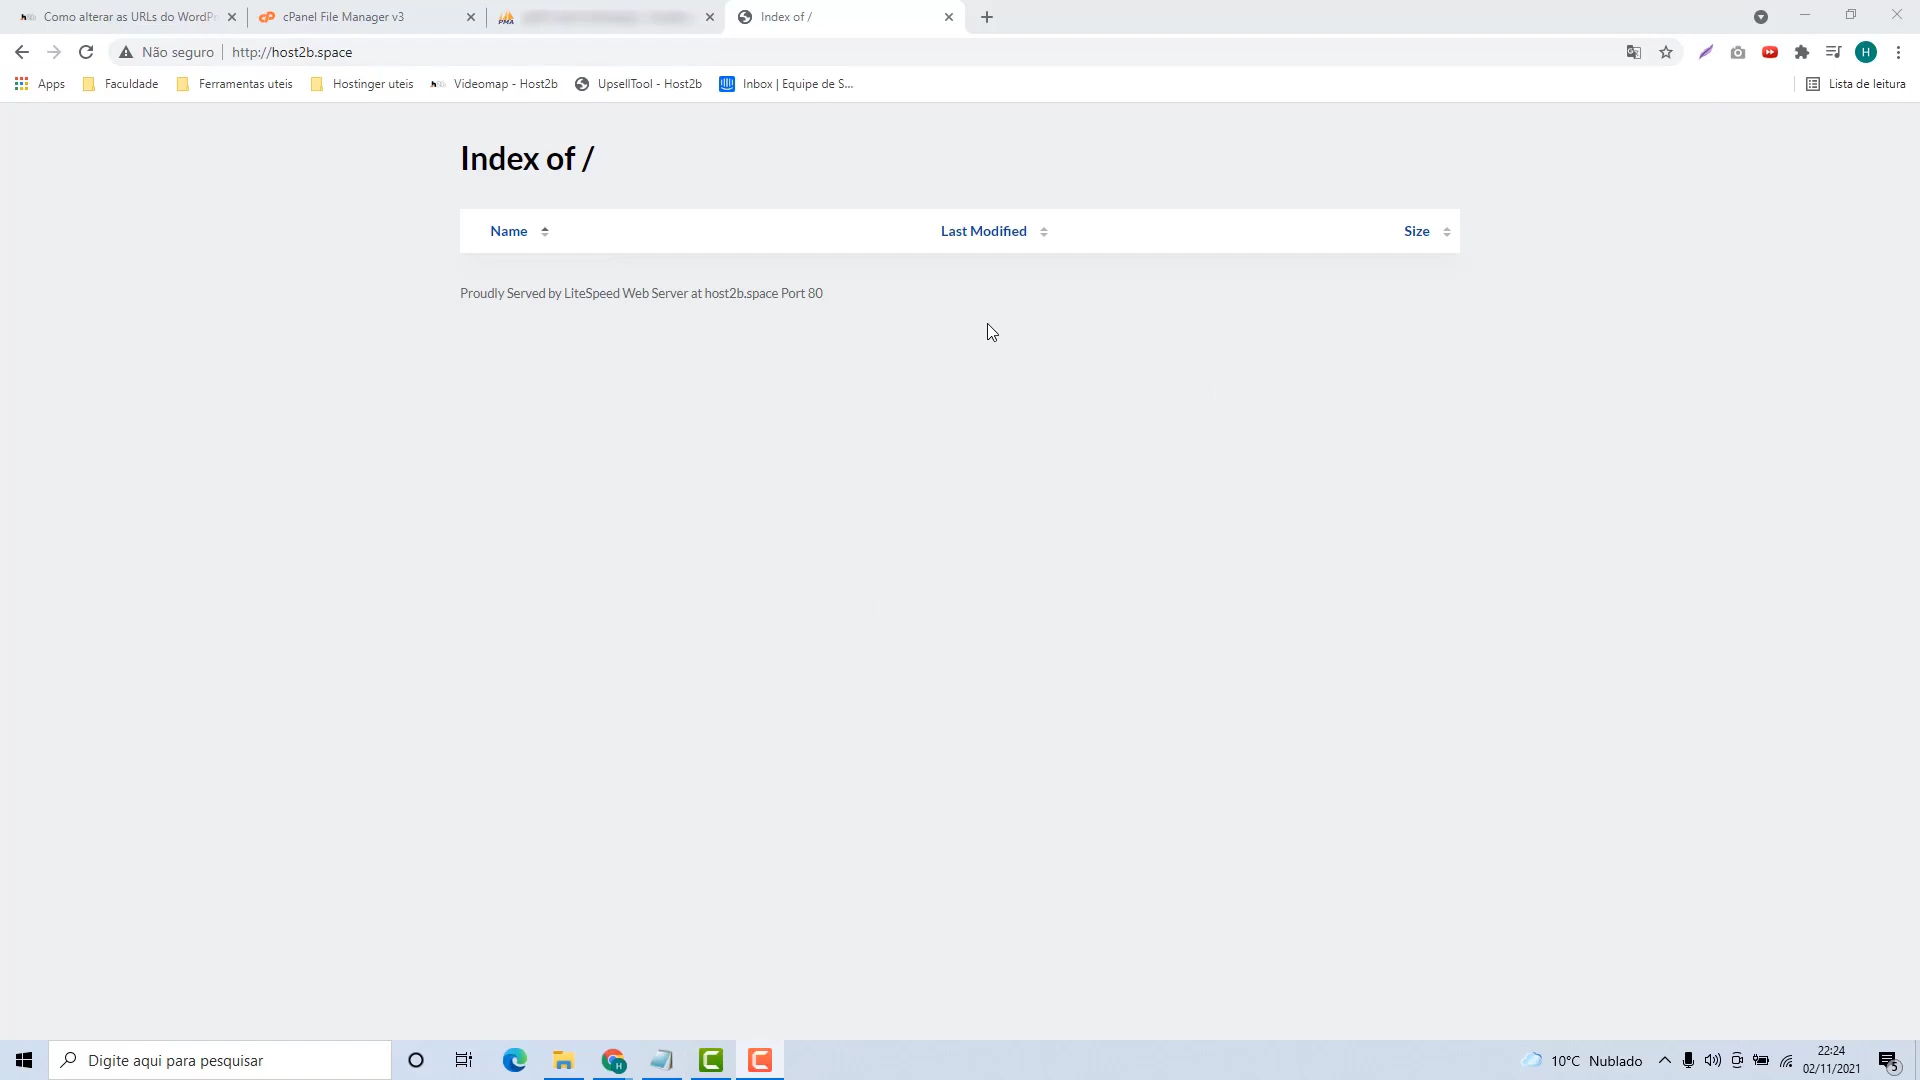 Como alterar as URLs do WordPr
cPanel File Manager v3
Index of /
Não seguro
http://host2b.space
H
Apps
Faculdade
Ferramentas uteis
Hostinger uteis
Videomap - Host2b
UpsellTool - Host2b
Inbox | Equipe de S...
Lista de leitura
Index of /
Name
Last Modified
Size
Proudly Served by LiteSpeed Web Server at host2b.space Port 80
Digite aqui para pesquisar
10°C Nublado
22:24
02/11/2021
5